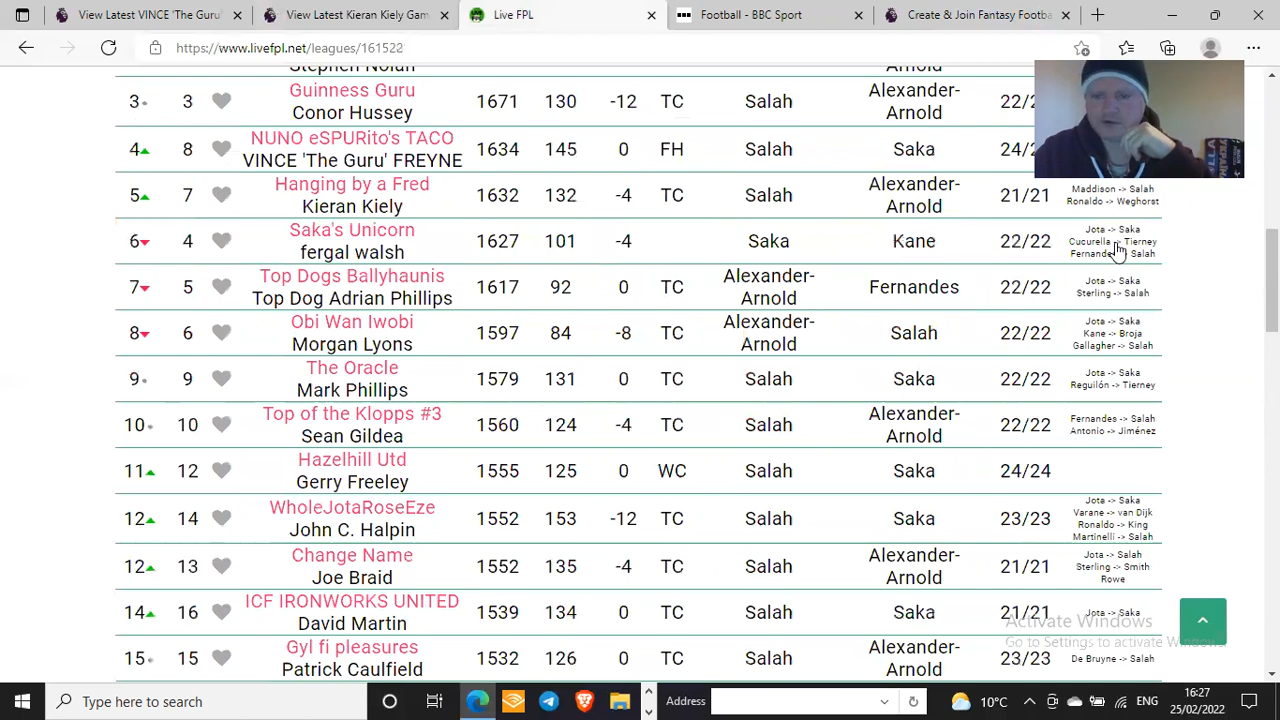 View Latest VINCE 'The Guru'
View Latest Kieran Kiely Gam
Live FPL
Football - BBC Sport
Create & Join Fantasy Footba
https://www.livefpl.net/leagues/161522
Stephen Nolan
Arnold
3 3 Guinness Guru 1671 130 -12 TC Salah Alexander-
Conor Hussey Arnold
4 8 NUNO eSPURito's TACO 1634 145 0 FH Salah Saka
VINCE 'The Guru' FREYNE
5 7 Hanging by a Fred 1632 132 -4 TC Salah Alexander- 21/21 Maddison -> Salah
Kieran Kiely Arnold Ronaldo -> Weghorst
6 4 Saka's Unicorn 1627 101 -4 Saka Kane 22/22 Jota -> Saka
fergal walsh Cucurella -> Tierney
Fernandes -> Salah
7 5 Top Dogs Ballyhaunis 1617 92 0 TC Alexander- Fernandes 22/22 Jota -> Saka
Top Dog Adrian Phillips Arnold Sterling -> Salah
8 6 Obi Wan Iwobi 1597 84 -8 TC Alexander- Salah 22/22 Jota -> Saka
Morgan Lyons Arnold Kane -> Broja
Gallagher -> Salah
9 9 The Oracle 1579 131 0 TC Salah Saka 22/22 Jota -> Saka
Mark Phillips Reguilón -> Tierney
10 10 Top of the Klopps #3 1560 124 -4 TC Salah Alexander- 22/22 Fernandes -> Salah
Sean Gildea Arnold Antonio -> Jiménez
11 12 Hazelhill Utd 1555 125 0 WC Salah Saka 24/24
Gerry Freeley
12 14 WholeJotaRoseEze 1552 153 -12 TC Salah Saka 23/23 Jota -> Saka
John C. Halpin Varane -> van Dijk
Ronaldo -> King
Martinelli -> Salah
12 13 Change Name 1552 135 -4 TC Salah Alexander- 21/21 Jota -> Salah
Joe Braid Arnold Sterling -> Smith
Rowe
14 16 ICF IRONWORKS UNITED 1539 134 0 TC Salah Saka 21/21 Jota -> Saka
David Martin
15 15 Gyl fi pleasures 1532 126 0 TC Salah Alexander- 23/23 De Bruyne -> Salah
Patrick Caulfield Arnold
Activate Windows
Go to Settings to activate Windows.
Type here to search
Address
10°C
ENG
16:27
25/02/2022